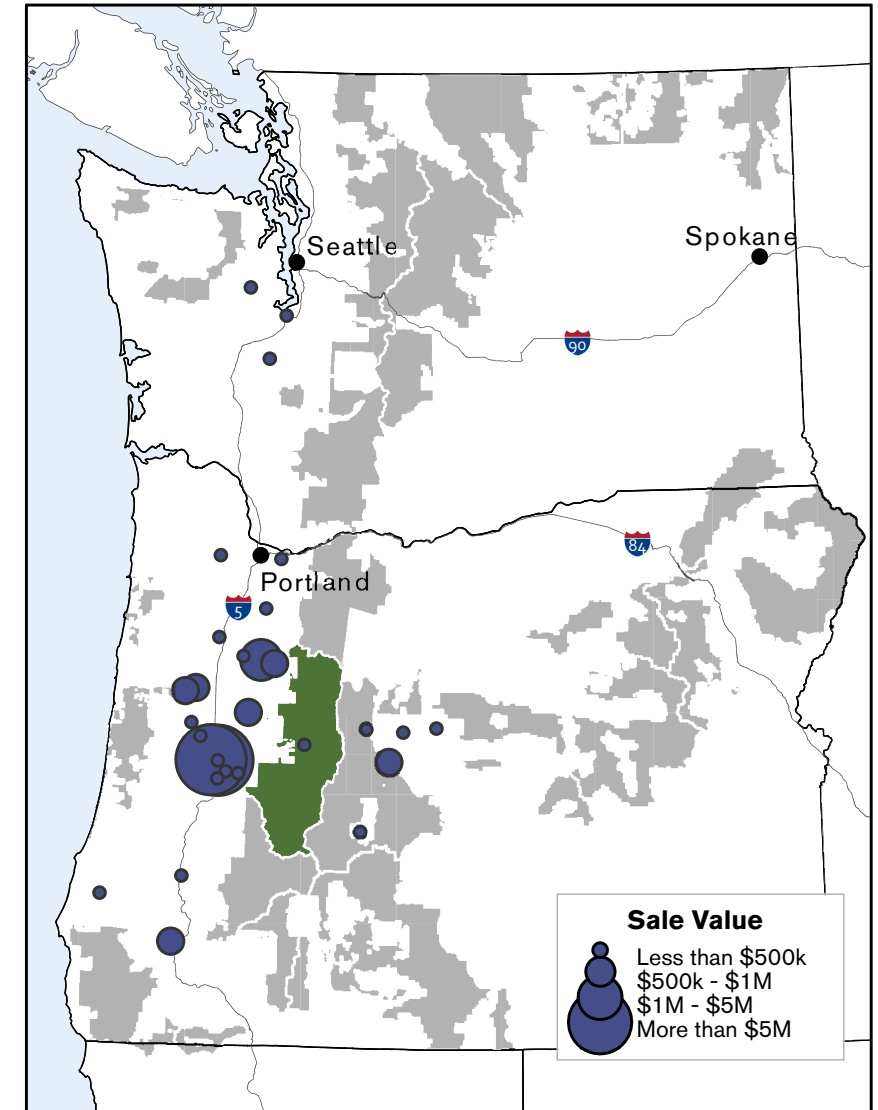 Seattle
Spokane
90
84
Portland
5
Sale Value
Less than $500k
$500k - $1M
$1M - $5M
More than $5M